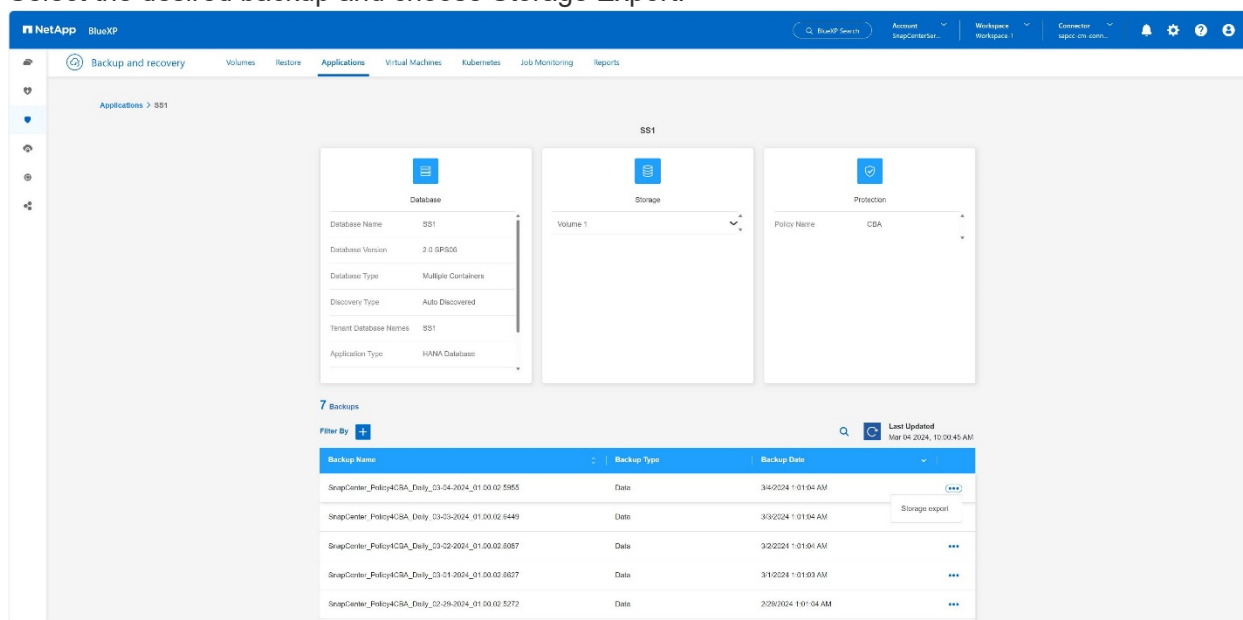 Select the desired backup and choose Storage Export.
NetApp BlueXP
BlueXP Search
Account
SnapCenterSer...
Workspace
Workspace-1
Connector
sapcc-cm-conn...
Backup and recovery
Volumes
Restore
Applications
Virtual Machines
Kubernetes
Job Monitoring
Reports
Applications > SS1
SS1
Database
Database Name SS1
Database Version 2.0 SPS06
Database Type Multiple Containers
Discovery Type Auto Discovered
Tenant Database Names SS1
Application Type HANA Database
Storage
Volume 1
Protection
Policy Name CBA
7 Backups
Filter By +
Last Updated
Mar 04 2024, 10:00:45 AM
Backup Name Backup Type Backup Date
SnapCenter_Policy4CBA_Daily_03-04-2024_01.00.02.5955 Data 3/4/2024 1:01:04 AM
Storage export
SnapCenter_Policy4CBA_Daily_03-03-2024_01.00.02.9449 Data 3/3/2024 1:01:04 AM
SnapCenter_Policy4CBA_Daily_03-02-2024_01.00.02.8087 Data 3/2/2024 1:01:04 AM
SnapCenter_Policy4CBA_Daily_03-01-2024_01.00.02.6627 Data 3/1/2024 1:01:03 AM
SnapCenter_Policy4CBA_Daily_02-29-2024_01.00.02.5272 Data 2/29/2024 1:01:04 AM